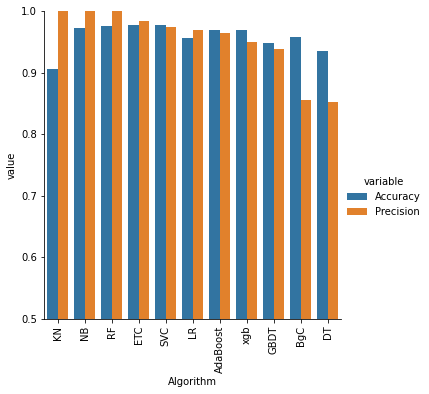 1.0
0.9
0.8
0.7
0.6
0.5
value
KN
NB
RF
ETC
SVC
LR
AdaBoost
xgb
GBDT
BgC
DT
Algorithm
variable
Accuracy
Precision